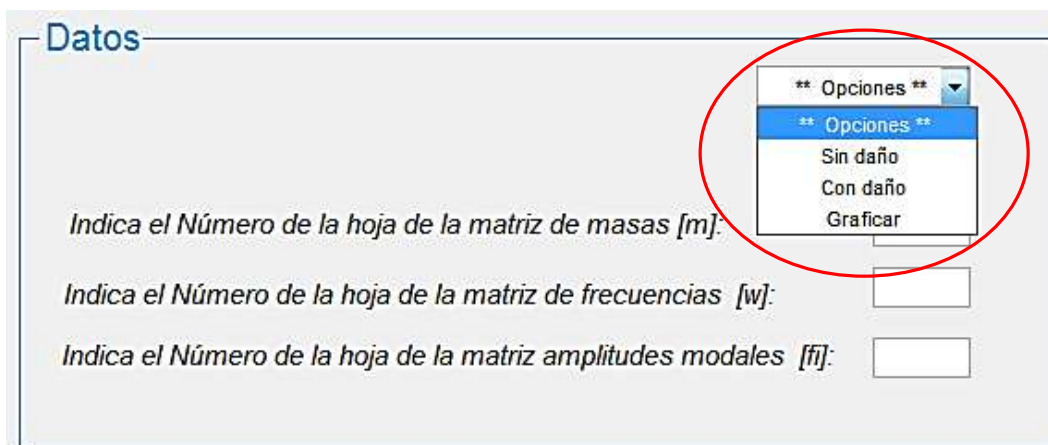 Datos
** Opciones **
** Opciones **
Sin daño
Con daño
Graficar
Indica el Número de la hoja de la matriz de masas [m]:
Indica el Número de la hoja de la matriz de frecuencias [w]:
Indica el Número de la hoja de la matriz amplitudes modales [fi]: